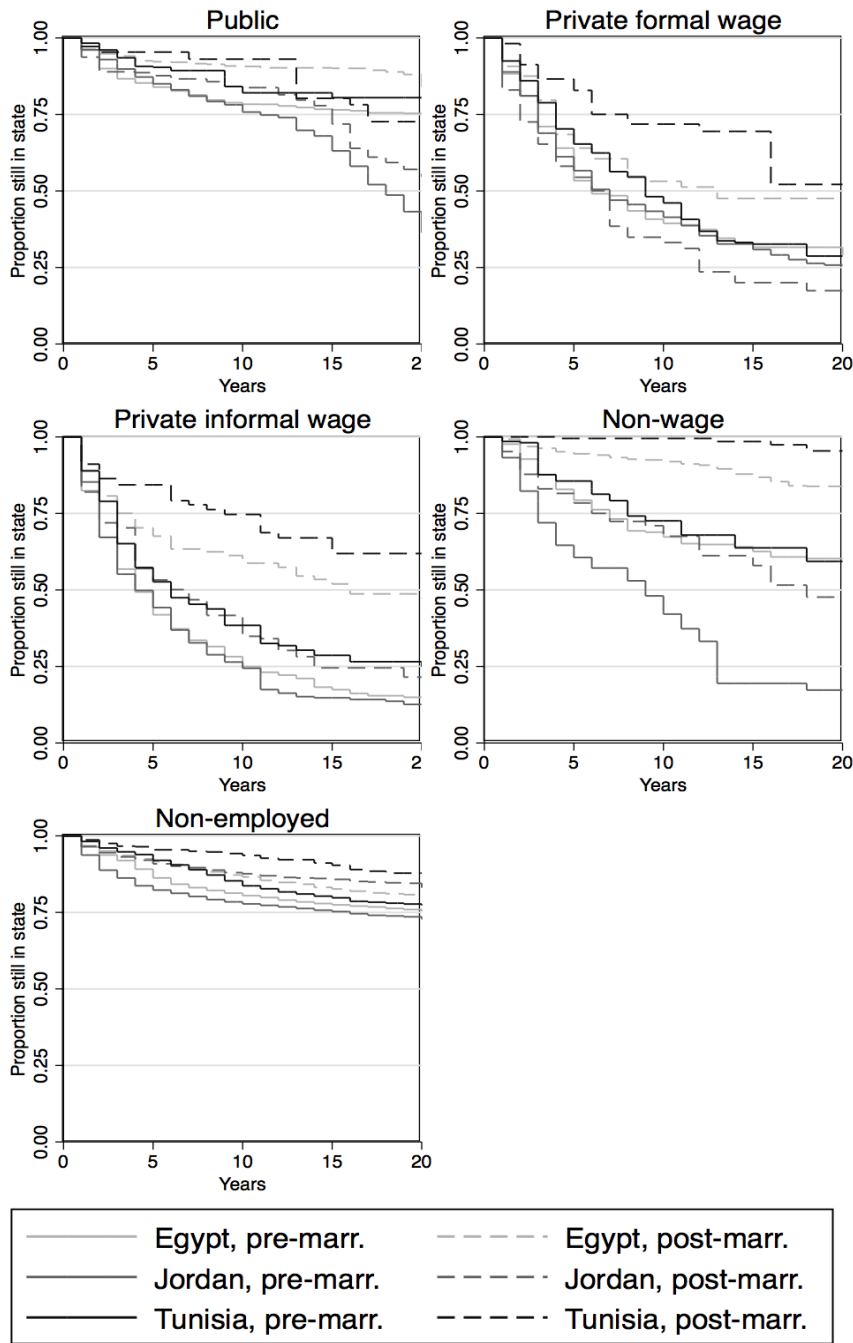 Public
Proportion still in state
0.00 0.25 0.50 0.75 1.00
0 5 10 15 2
Years
Private formal wage
Proportion still in state
0.00 0.25 0.50 0.75 1.00
0 5 10 15 20
Years
Private informal wage
Proportion still in state
0.00 0.25 0.50 0.75 1.00
0 5 10 15 2
Years
Non-wage
Proportion still in state
0.00 0.25 0.50 0.75 1.00
0 5 10 15 20
Years
Non-employed
Proportion still in state
0.00 0.25 0.50 0.75 1.00
0 5 10 15 20
Years
Egypt, pre-marr. Egypt, post-marr.
Jordan, pre-marr. Jordan, post-marr.
Tunisia, pre-marr. Tunisia, post-marr.